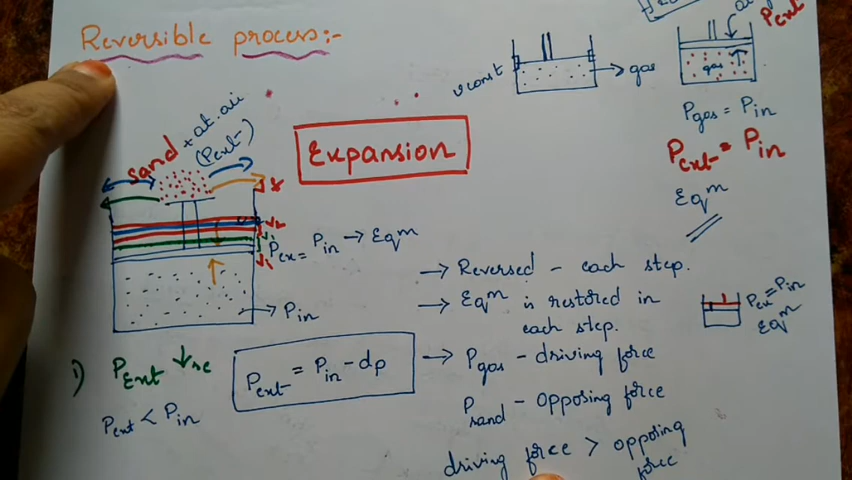 Reversible process:-
v const
gas
Pext
gas
Pgas = Pin
Pext = Pin
Eqm
sand + at. air
(Pext)
Expansion
Pex = Pin → Eqm
→ Pin
→ Reversed - each step.
→ Eqm is restored in
each step.
Pex = Pin
Eqm
1) Pext ↓se
Pext = Pin - dp
→ Pgas - driving force
Pext < Pin
Psand - opposing force
driving force > opposing
force